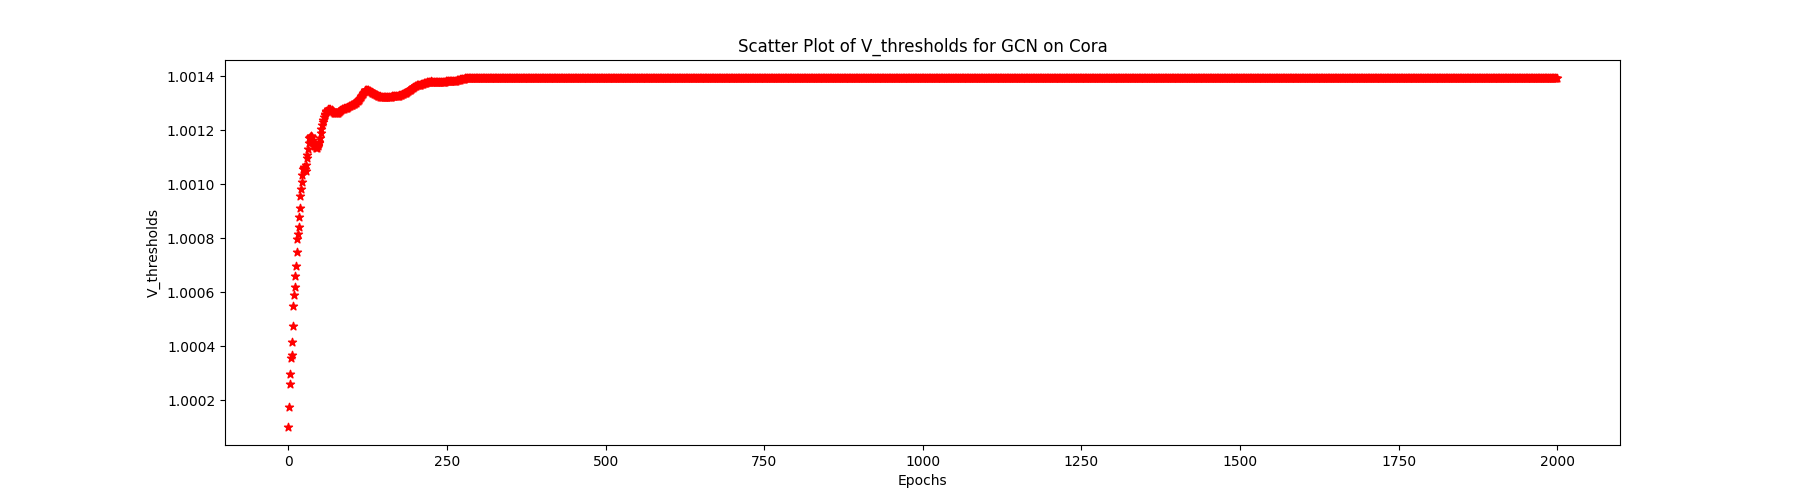 Scatter Plot of V_thresholds for GCN on Cora
V_thresholds
1.0014
1.0012
1.0010
1.0008
1.0006
1.0004
1.0002
0 250 500 750 1000 1250 1500 1750 2000
Epochs